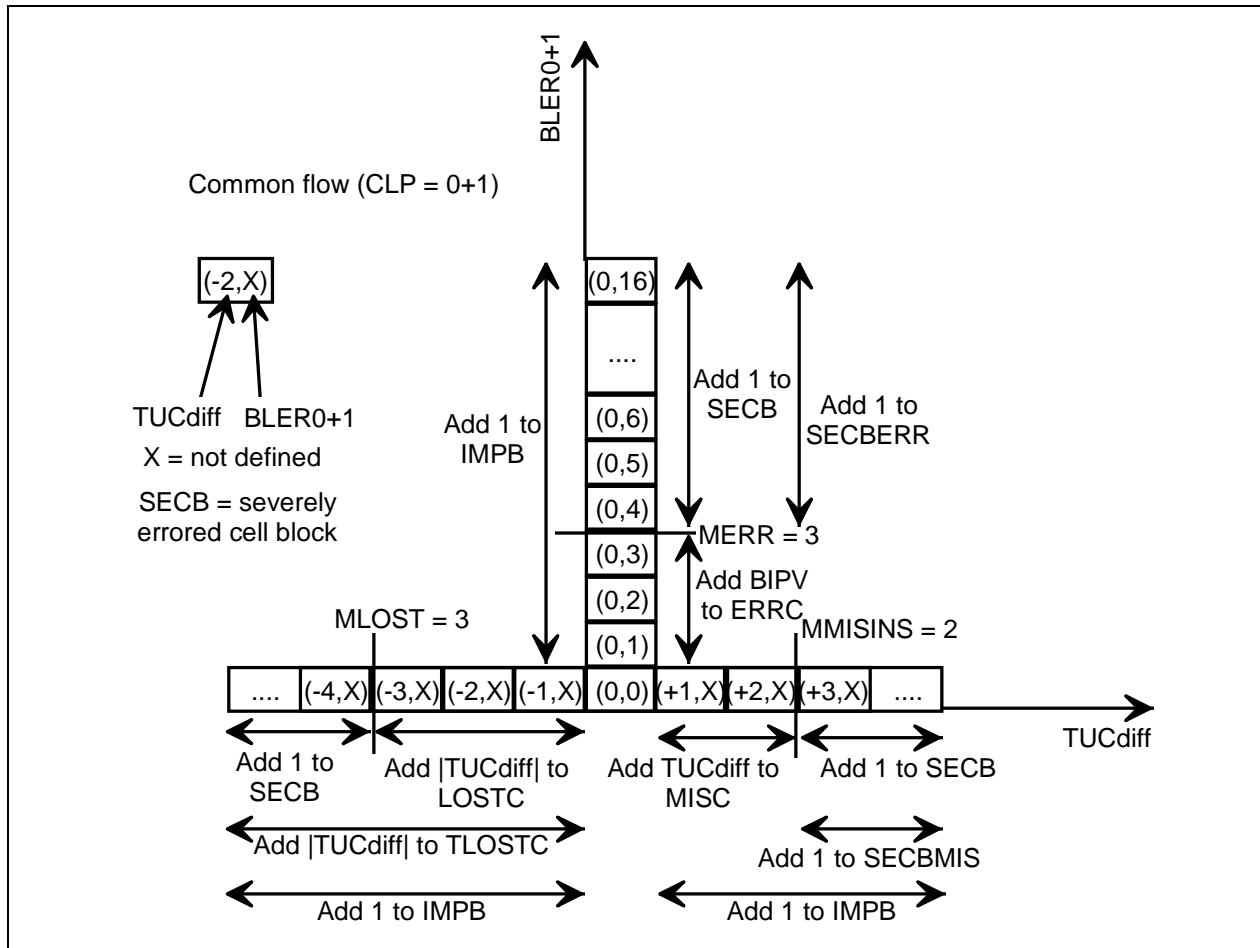 BLER0+1
Common flow (CLP = 0+1)
(-2,X)
TUCdiff BLER0+1
X = not defined
SECB = severely
errored cell block
(0,16)
....
(0,6)
(0,5)
(0,4)
(0,3)
(0,2)
(0,1)
Add 1 to
IMPB
Add 1 to
SECB
Add 1 to
SECBERR
MERR = 3
Add BIPV
to ERRC
MLOST = 3
MMISINS = 2
.... (-4,X) (-3,X) (-2,X) (-1,X) (0,0) (+1,X) (+2,X) (+3,X) ....
TUCdiff
Add 1 to
SECB
Add |TUCdiff| to
LOSTC
Add TUCdiff to
MISC
Add 1 to SECB
Add |TUCdiff| to TLOSTC
Add 1 to SECBMIS
Add 1 to IMPB
Add 1 to IMPB